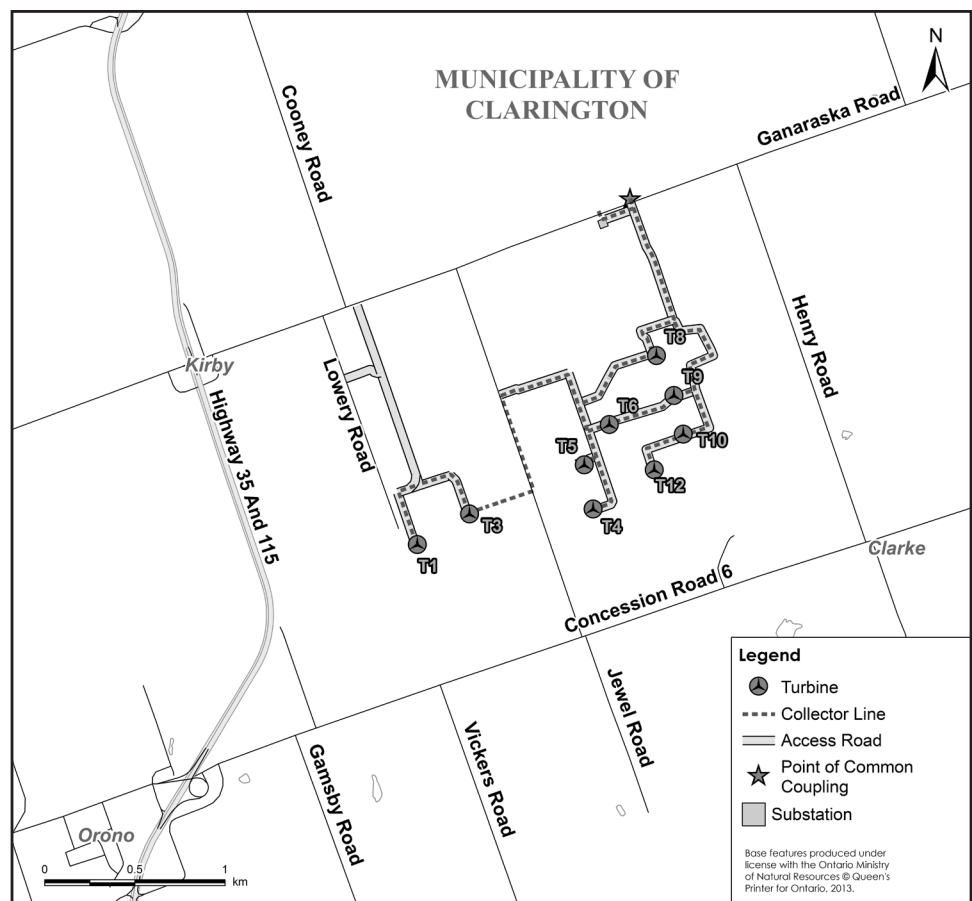 MUNICIPALITY OF
CLARINGTON
N
Ganaraska Road
Cooney Road
Henry Road
Kirby
Lowery Road
Highway 35 And 115
T8
T9
T6
T10
T5
T12
T4
T3
T1
Clarke
Concession Road 6
Jewel Road
Vickers Road
Gamsby Road
Orono
0 0.5 1
km
Legend
Turbine
Collector Line
Access Road
Point of Common
Coupling
Substation
Base features produced under
license with the Ontario Ministry
of Natural Resources © Queen's
Printer for Ontario, 2013.